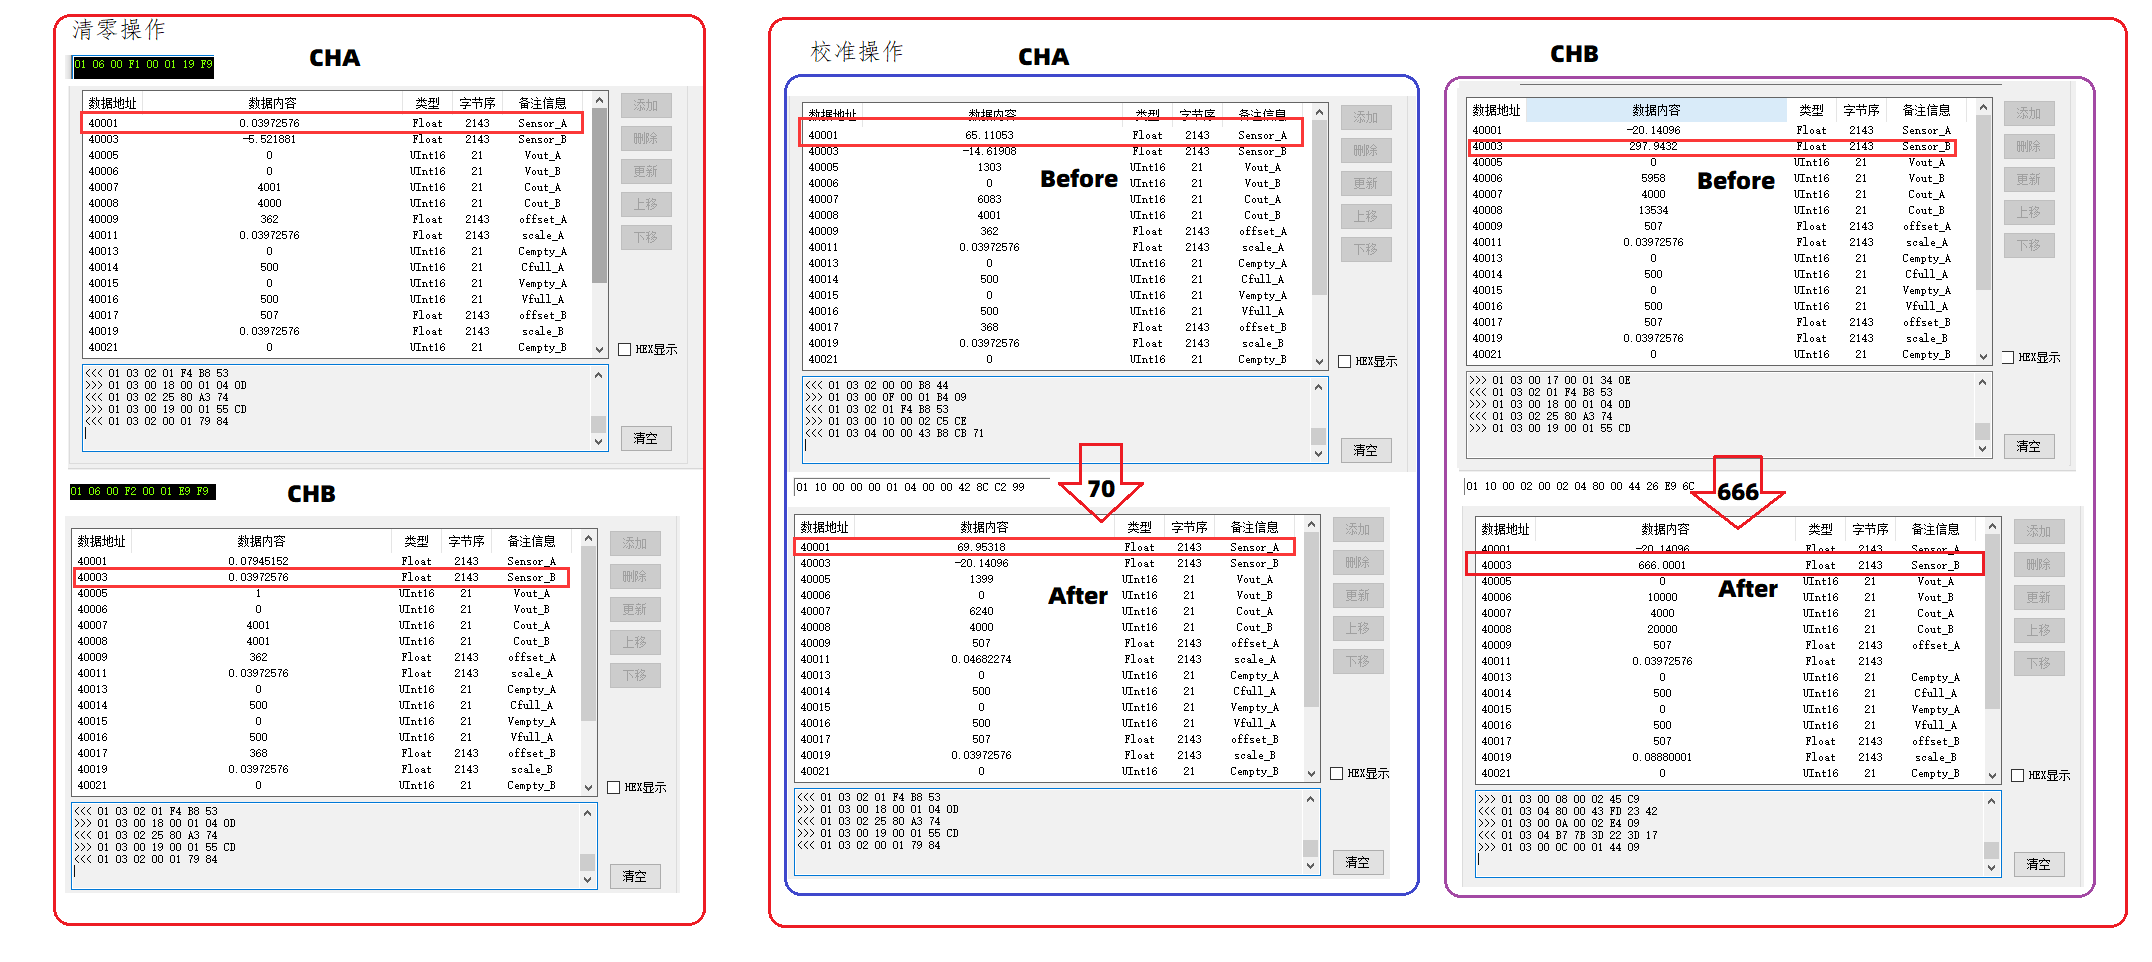 清零操作
CHA
01 06 00 F1 00 01 19 F9
数据地址 数据内容 类型 字节序 备注信息
40001 0.03972576 Float 2143 Sensor_A
40003 -5.521881 Float 2143 Sensor_B
40005 0 UInt16 21 Vout_A
40006 0 UInt16 21 Vout_B
40007 4001 UInt16 21 Cout_A
40008 4000 UInt16 21 Cout_B
40009 362 Float 2143 offset_A
40011 0.03972576 Float 2143 scale_A
40013 0 UInt16 21 Cempty_A
40014 500 UInt16 21 Cfull_A
40015 0 UInt16 21 Vempty_A
40016 500 UInt16 21 Vfull_A
40017 507 Float 2143 offset_B
40019 0.03972576 Float 2143 scale_B
40021 0 UInt16 21 Cempty_B
添加
删除
更新
上移
下移
HEX显示
<<< 01 03 02 01 F4 B8 53
>>> 01 03 00 18 00 01 04 0D
<<< 01 03 02 25 80 A3 74
>>> 01 03 00 19 00 01 55 CD
<<< 01 03 02 00 01 79 84
清空
01 06 00 F2 00 01 E9 F9
CHB
数据地址 数据内容 类型 字节序 备注信息
40001 0.07945152 Float 2143 Sensor_A
40003 0.03972576 Float 2143 Sensor_B
40005 1 UInt16 21 Vout_A
40006 0 UInt16 21 Vout_B
40007 4001 UInt16 21 Cout_A
40008 4001 UInt16 21 Cout_B
40009 362 Float 2143 offset_A
40011 0.03972576 Float 2143 scale_A
40013 0 UInt16 21 Cempty_A
40014 500 UInt16 21 Cfull_A
40015 0 UInt16 21 Vempty_A
40016 500 UInt16 21 Vfull_A
40017 368 Float 2143 offset_B
40019 0.03972576 Float 2143 scale_B
40021 0 UInt16 21 Cempty_B
添加
删除
更新
上移
下移
HEX显示
<<< 01 03 02 01 F4 B8 53
>>> 01 03 00 18 00 01 04 0D
<<< 01 03 02 25 80 A3 74
>>> 01 03 00 19 00 01 55 CD
<<< 01 03 02 00 01 79 84
清空
校准操作
CHA
数据地址 数据内容 类型 字节序 备注信息
40001 65.11053 Float 2143 Sensor_A
40003 -14.61908 Float 2143 Sensor_B
40005 1303 UInt16 21 Vout_A
40006 0 UInt16 21 Vout_B
40007 6083 UInt16 21 Cout_A
40008 4001 UInt16 21 Cout_B
40009 362 Float 2143 offset_A
40011 0.03972576 Float 2143 scale_A
40013 0 UInt16 21 Cempty_A
40014 500 UInt16 21 Cfull_A
40015 0 UInt16 21 Vempty_A
40016 500 UInt16 21 Vfull_A
40017 368 Float 2143 offset_B
40019 0.03972576 Float 2143 scale_B
40021 0 UInt16 21 Cempty_B
Before
添加
删除
更新
上移
下移
HEX显示
<<< 01 03 02 00 00 B8 44
>>> 01 03 00 0F 00 01 B4 09
<<< 01 03 02 01 F4 B8 53
>>> 01 03 00 10 00 02 C5 CE
<<< 01 03 04 00 00 43 B8 CB 71
清空
01 10 00 00 00 01 04 00 00 42 8C C2 99
70
数据地址 数据内容 类型 字节序 备注信息
40001 69.95318 Float 2143 Sensor_A
40003 -20.14096 Float 2143 Sensor_B
40005 1399 UInt16 21 Vout_A
40006 0 UInt16 21 Vout_B
40007 6240 UInt16 21 Cout_A
40008 4000 UInt16 21 Cout_B
40009 507 Float 2143 offset_A
40011 0.04682274 Float 2143 scale_A
40013 0 UInt16 21 Cempty_A
40014 500 UInt16 21 Cfull_A
40015 0 UInt16 21 Vempty_A
40016 500 UInt16 21 Vfull_A
40017 507 Float 2143 offset_B
40019 0.03972576 Float 2143 scale_B
40021 0 UInt16 21 Cempty_B
After
添加
删除
更新
上移
下移
HEX显示
<<< 01 03 02 01 F4 B8 53
>>> 01 03 00 18 00 01 04 0D
<<< 01 03 02 25 80 A3 74
>>> 01 03 00 19 00 01 55 CD
<<< 01 03 02 00 01 79 84
清空
CHB
数据地址 数据内容 类型 字节序 备注信息
40001 -20.14096 Float 2143 Sensor_A
40003 297.9432 Float 2143 Sensor_B
40005 0 UInt16 21 Vout_A
40006 5958 UInt16 21 Vout_B
40007 4000 UInt16 21 Cout_A
40008 13534 UInt16 21 Cout_B
40009 507 Float 2143 offset_A
40011 0.03972576 Float 2143 scale_A
40013 0 UInt16 21 Cempty_A
40014 500 UInt16 21 Cfull_A
40015 0 UInt16 21 Vempty_A
40016 500 UInt16 21 Vfull_A
40017 507 Float 2143 offset_B
40019 0.03972576 Float 2143 scale_B
40021 0 UInt16 21 Cempty_B
Before
添加
删除
更新
上移
下移
HEX显示
>>> 01 03 00 17 00 01 34 0E
<<< 01 03 02 01 F4 B8 53
>>> 01 03 00 18 00 01 04 0D
<<< 01 03 02 25 80 A3 74
>>> 01 03 00 19 00 01 55 CD
清空
01 10 00 02 00 02 04 80 00 44 26 E9 6C
666
数据地址 数据内容 类型 字节序 备注信息
40001 -20.14096 Float 2143 Sensor_A
40003 666.0001 Float 2143 Sensor_B
40005 0 UInt16 21 Vout_A
40006 10000 UInt16 21 Vout_B
40007 4000 UInt16 21 Cout_A
40008 20000 UInt16 21 Cout_B
40009 507 Float 2143 offset_A
40011 0.03972576 Float 2143
40013 0 UInt16 21 Cempty_A
40014 500 UInt16 21 Cfull_A
40015 0 UInt16 21 Vempty_A
40016 500 UInt16 21 Vfull_A
40017 507 Float 2143 offset_B
40019 0.08880001 Float 2143 scale_B
40021 0 UInt16 21 Cempty_B
After
添加
删除
更新
上移
下移
HEX显示
>>> 01 03 00 08 00 02 45 C9
<<< 01 03 04 80 00 43 FD 23 42
>>> 01 03 00 0A 00 02 E4 09
<<< 01 03 04 B7 7B 3D 22 3D 17
>>> 01 03 00 0C 00 01 44 09
清空